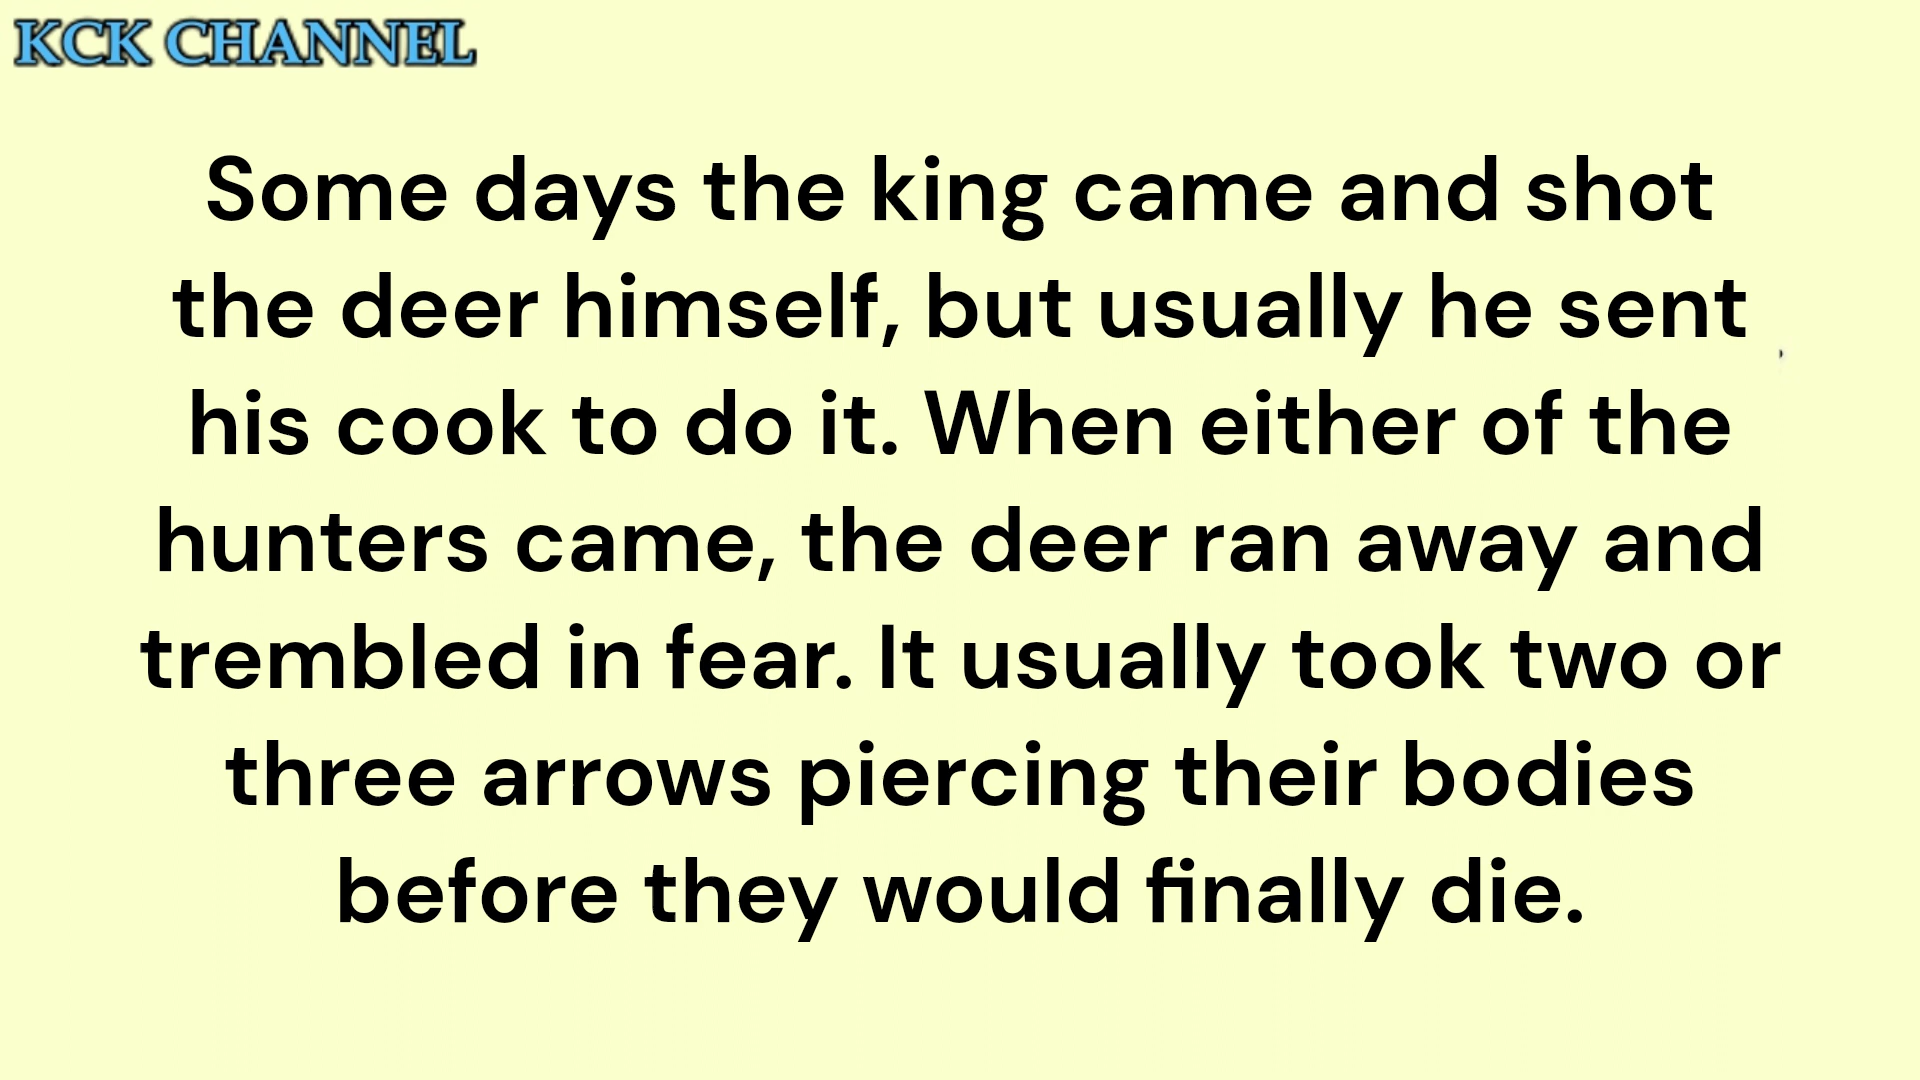 KCK CHANNEL
Some days the king came and shot
the deer himself, but usually he sent
his cook to do it. When either of the
hunters came, the deer ran away and
trembled in fear. It usually took two or
three arrows piercing their bodies
before they would finally die.